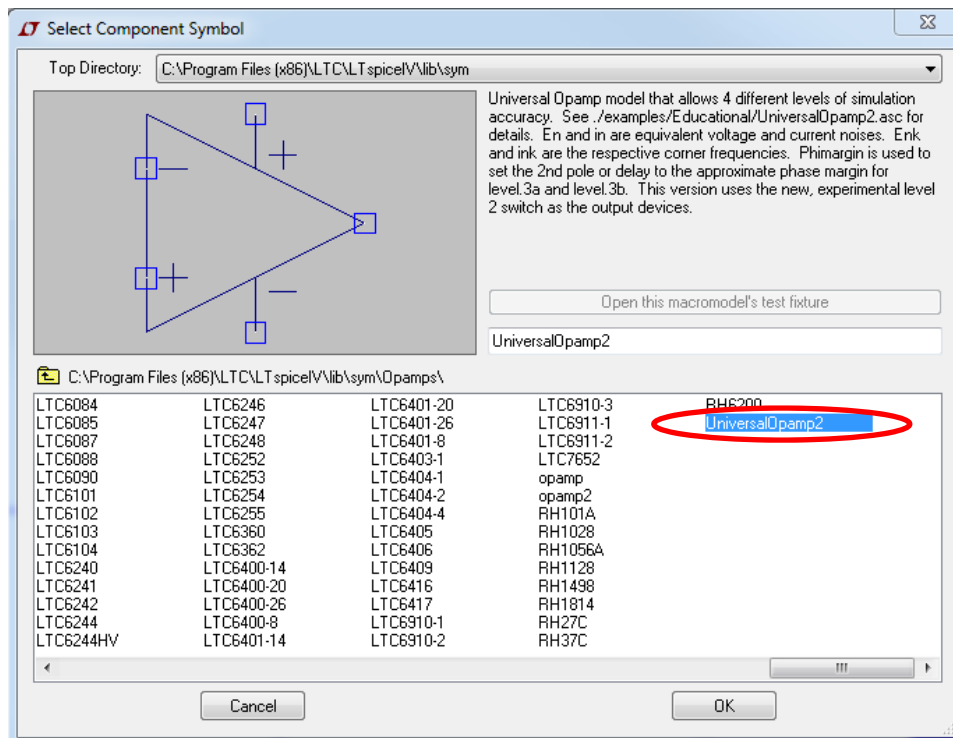 Select Component Symbol
Top Directory: C:\Program Files (x86)\LTC\LTspiceIV\lib\sym
Universal Opamp model that allows 4 different levels of simulation
accuracy. See ./examples/Educational/UniversalOpamp2.asc for
details. En and in are equivalent voltage and current noises. Enk
and ink are the respective corner frequencies. Phimargin is used to
set the 2nd pole or delay to the approximate phase margin for
level.3a and level.3b. This version uses the new, experimental level
2 switch as the output devices.
Open this macromodel's test fixture
UniversalOpamp2
C:\Program Files (x86)\LTC\LTspiceIV\lib\sym\Opamps\
LTC6084 LTC6246 LTC6401-20 LTC6910-3 RH6200
LTC6085 LTC6247 LTC6401-26 LTC6911-1 UniversalOpamp2
LTC6087 LTC6248 LTC6401-8 LTC6911-2
LTC6088 LTC6252 LTC6403-1 LTC7652
LTC6090 LTC6253 LTC6404-1 opamp
LTC6101 LTC6254 LTC6404-2 opamp2
LTC6102 LTC6255 LTC6404-4 RH101A
LTC6103 LTC6360 LTC6405 RH1028
LTC6104 LTC6362 LTC6406 RH1056A
LTC6240 LTC6400-14 LTC6409 RH1128
LTC6241 LTC6400-20 LTC6416 RH1498
LTC6242 LTC6400-26 LTC6417 RH1814
LTC6244 LTC6400-8 LTC6910-1 RH27C
LTC6244HV LTC6401-14 LTC6910-2 RH37C
Cancel OK